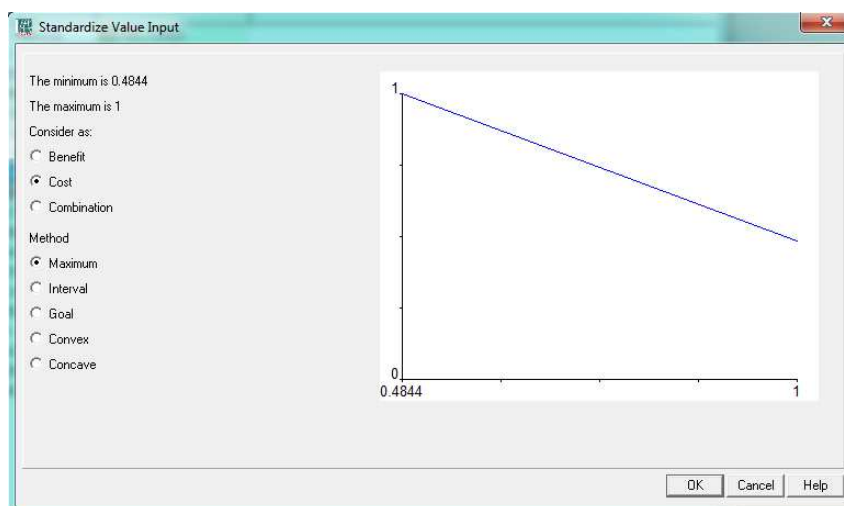 Standardize Value Input
The minimum is 0.4844
The maximum is 1
Consider as:
Benefit
Cost
Combination
Method
Maximum
Interval
Goal
Convex
Concave
1
0
0.4844 1
OK Cancel Help